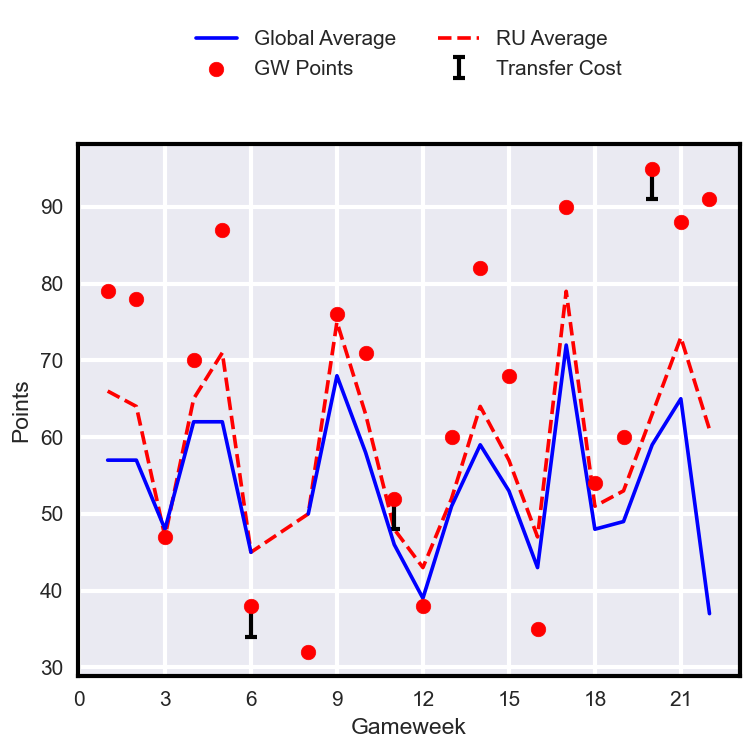 Global Average
RU Average
GW Points
Transfer Cost
90
80
70
60
50
40
30
Points
0 3 6 9 12 15 18 21
Gameweek